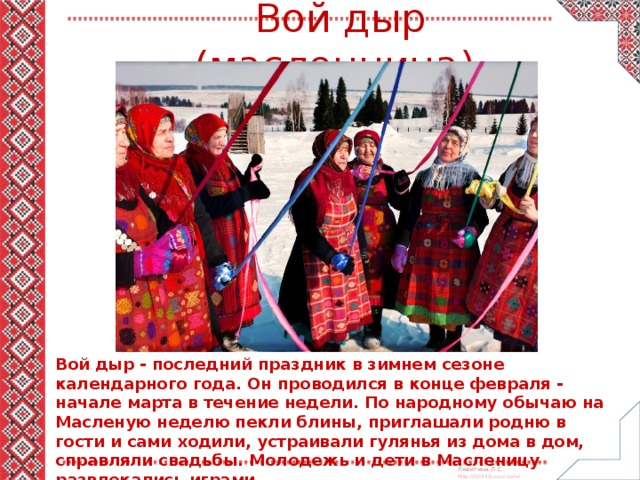 Вой дыр
(масленница)
Вой дыр - последний праздник в зимнем сезоне
календарного года. Он проводился в конце февраля -
начале марта в течение недели. По народному обычаю на
Масленую неделю пекли блины, приглашали родню в
гости и сами ходили, устраивали гулянья из дома в дом,
справляли свадьбы. Молодежь и дети в Масленицу
развлекались играми